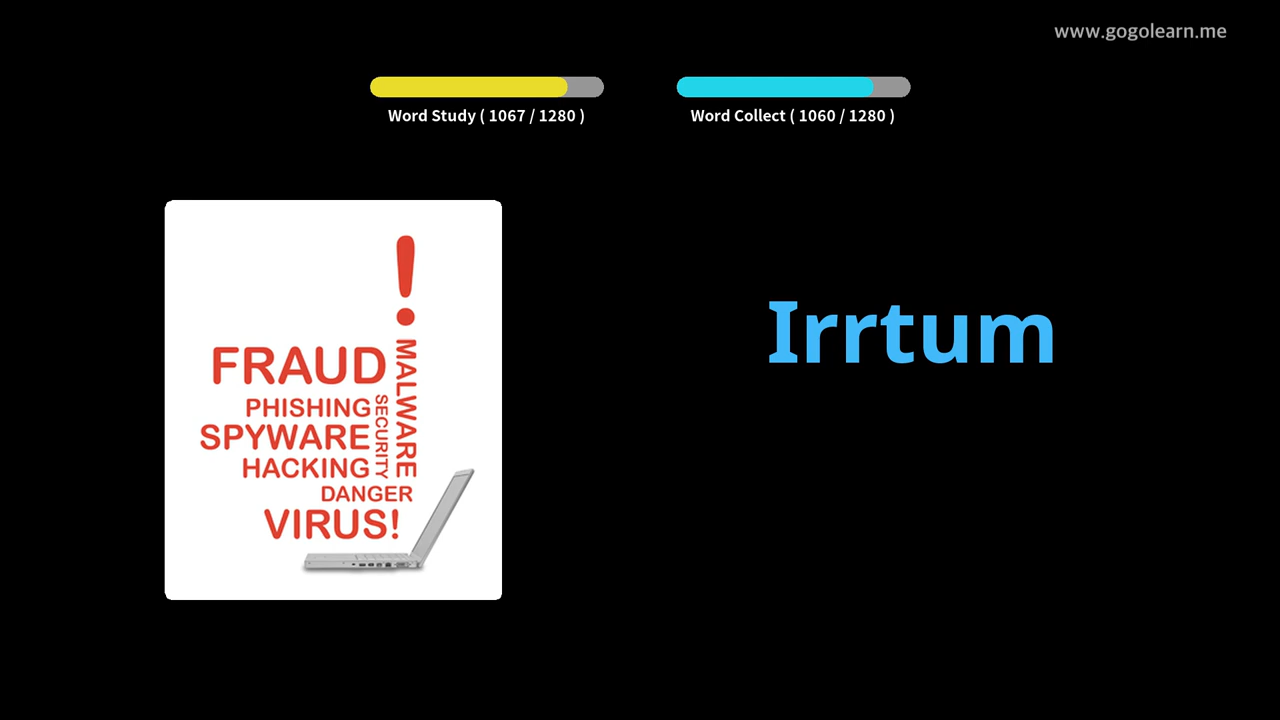 www.gogolearn.me
Word Study ( 1067 / 1280 )
Word Collect ( 1060 / 1280 )
!
FRAUD
MALWARE
PHISHING
SECURITY
SPYWARE
HACKING
DANGER
VIRUS!
Irrtum